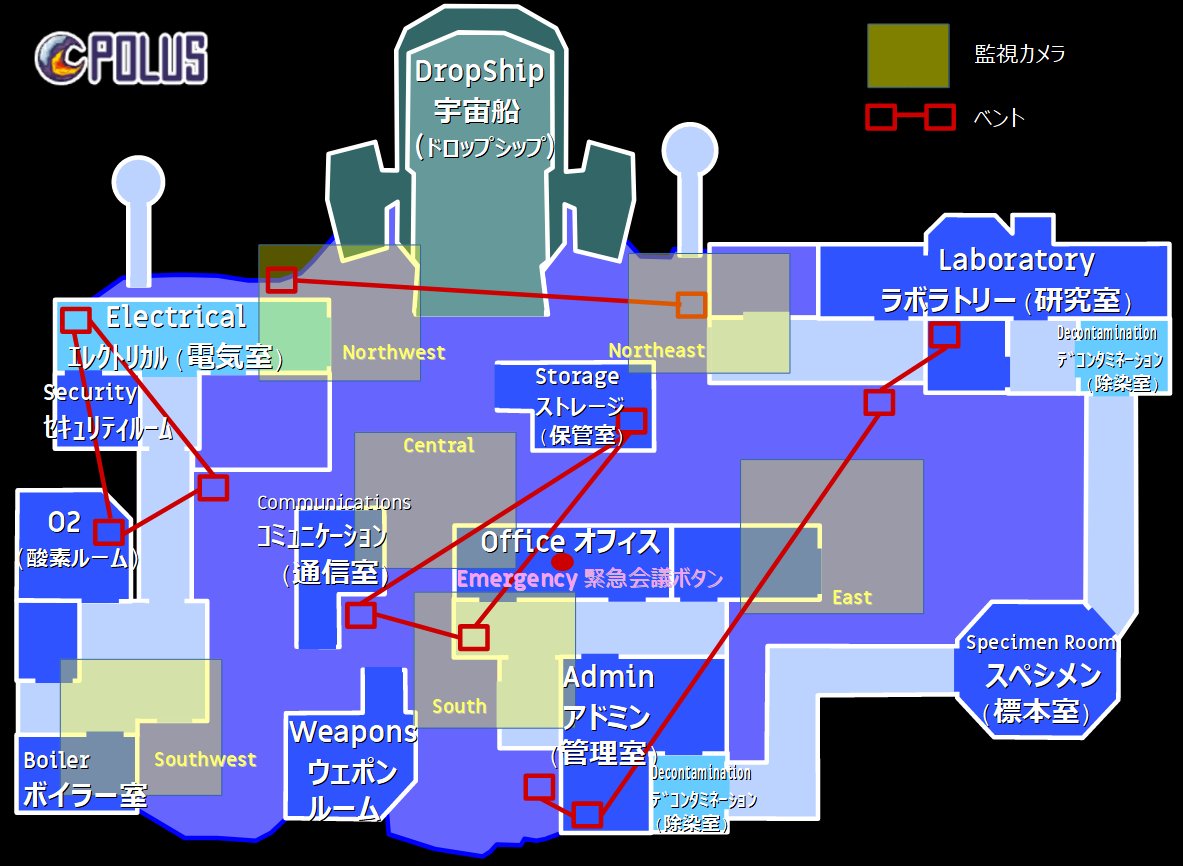 POLUS
監視カメラ
ベント
DropShip
宇宙船
(ドロップシップ)
Laboratory
ラボラトリー(研究室)
Electrical
エレクトリカル(電気室)
Northwest
Northeast
Decontamination
デコンタミネーション
(除染室)
Security
セキュリティルーム
Storage
ストレージ
(保管室)
Central
Communications
コミュニケーション
(通信室)
O2
(酸素ルーム)
Office オフィス
Emergency 緊急会議ボタン
East
Specimen Room
スペシメン
(標本室)
Admin
アドミン
(管理室)
South
Weapons
ウェポン
ルーム
Southwest
Boiler
ボイラー室
Decontamination
デコンタミネーション
(除染室)